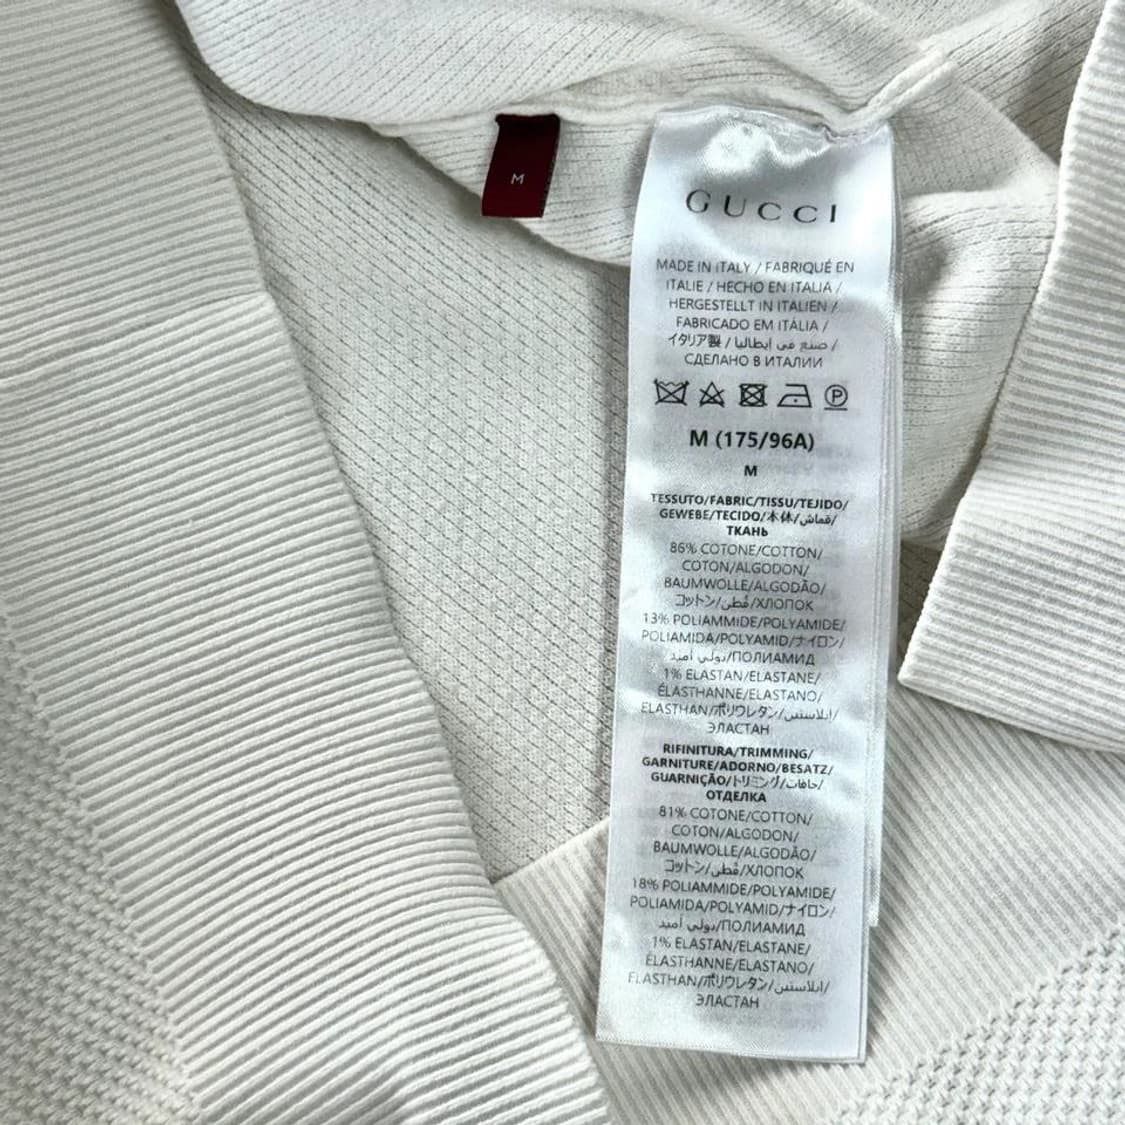 M
GUCCI
MADE IN ITALY / FABRIQUÉ EN
ITALIE / HECHO EN ITALIA /
HERGESTELLT IN ITALIEN /
FABRICADO EM ITÁLIA /
イタリア製 / صنع في إيطاليا /
СДЕЛАНО В ИТАЛИИ
P
M (175/96A)
M
TESSUTO/FABRIC/TISSU/TEJIDO/
GEWEBE/TECIDO/本体/قماش/
ТКАНЬ
86% COTONE/COTTON/
COTON/ALGODON/
BAUMWOLLE/ALGODÃO/
コットン/قطن/ХЛОПОК
13% POLIAMMIDE/POLYAMIDE/
POLIAMIDA/POLYAMID/ナイロン/
بولي أميد/ПОЛИАМИД
1% ELASTAN/ELASTANE/
ÉLASTHANNE/ELASTANO/
ELASTHAN/ポリウレタン/إيلاستين/
ЭЛАСТАН
RIFINITURA/TRIMMING/
GARNITURE/ADORNO/BESATZ/
GUARNIÇÃO/トリミング/حافات/
ОТДЕЛКА
81% COTONE/COTTON/
COTON/ALGODON/
BAUMWOLLE/ALGODÃO/
コットン/قطن/ХЛОПОК
18% POLIAMMIDE/POLYAMIDE/
POLIAMIDA/POLYAMID/ナイロン/
بولي أميد/ПОЛИАМИД
1% ELASTAN/ELASTANE/
ÉLASTHANNE/ELASTANO/
ELASTHAN/ポリウレタン/إيلاستين/
ЭЛАСТАН